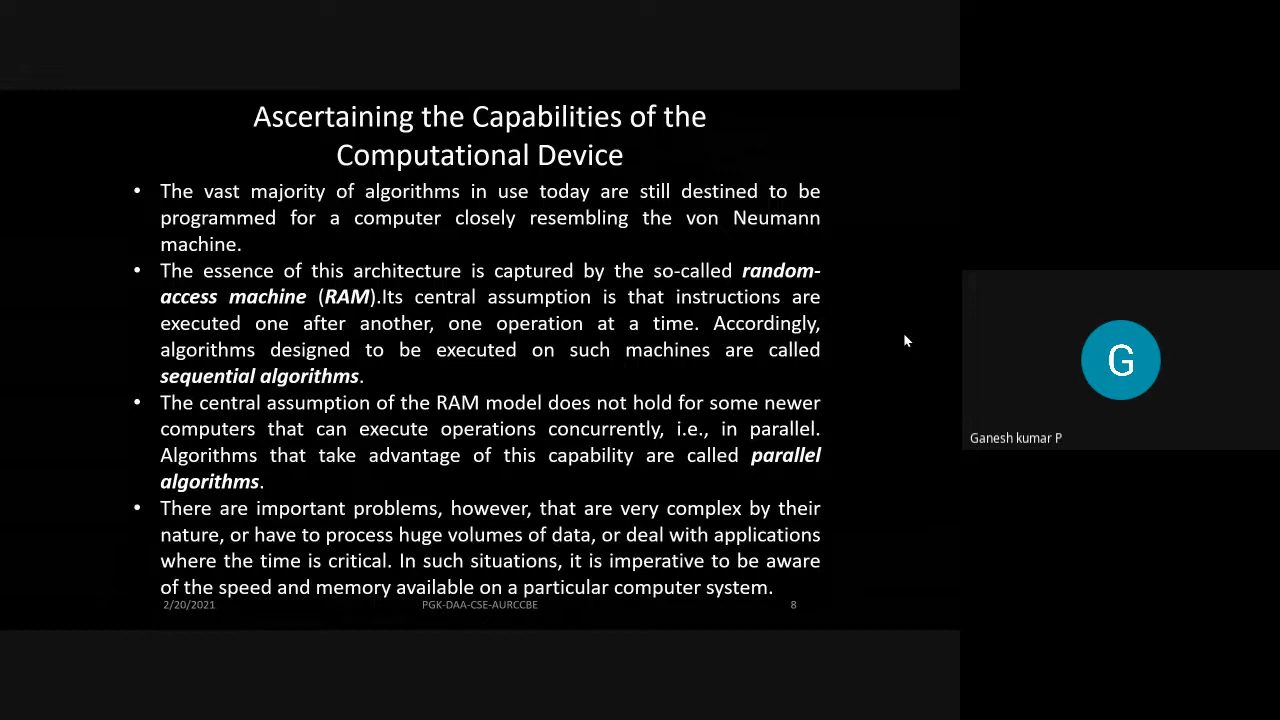 Ascertaining the Capabilities of the
Computational Device
• The vast majority of algorithms in use today are still destined to be
programmed for a computer closely resembling the von Neumann
machine.
• The essence of this architecture is captured by the so-called random-
access machine (RAM).Its central assumption is that instructions are
executed one after another, one operation at a time. Accordingly,
algorithms designed to be executed on such machines are called
sequential algorithms.
• The central assumption of the RAM model does not hold for some newer
computers that can execute operations concurrently, i.e., in parallel.
Algorithms that take advantage of this capability are called parallel
algorithms.
• There are important problems, however, that are very complex by their
nature, or have to process huge volumes of data, or deal with applications
where the time is critical. In such situations, it is imperative to be aware
of the speed and memory available on a particular computer system.
2/20/2021 PGK-DAA-CSE-AURCCBE 8
G
Ganesh kumar P